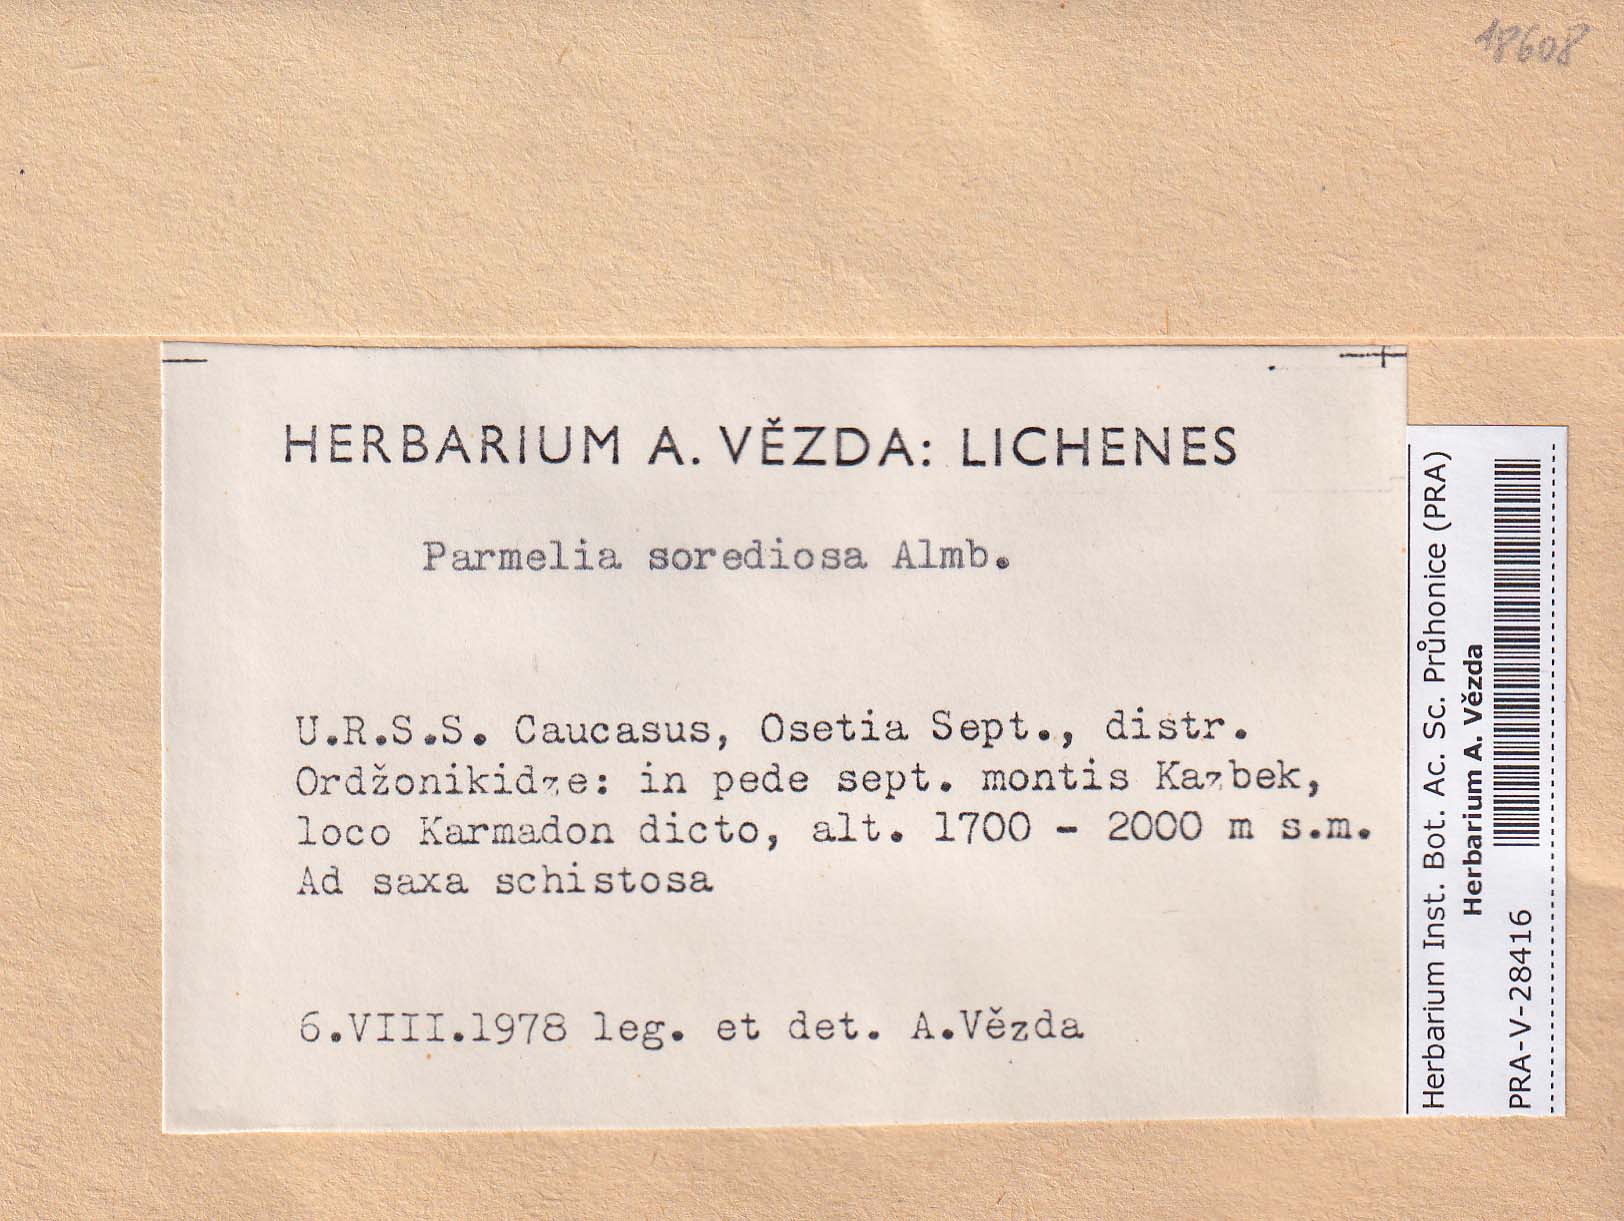 18608
HERBARIUM A. VĚZDA: LICHENES
Parmelia sorediosa Almb.
U.R.S.S. Caucasus, Osetia Sept., distr.
Ordžonikidze: in pede sept. montis Kazbek,
loco Karmadon dicto, alt. 1700 - 2000 m s.m.
Ad saxa schistosa
6.VIII.1978 leg. et det. A.Vězda
Herbarium Inst. Bot. Ac. Sc. Průhonice (PRA)
Herbarium A. Vězda
PRA-V-28416